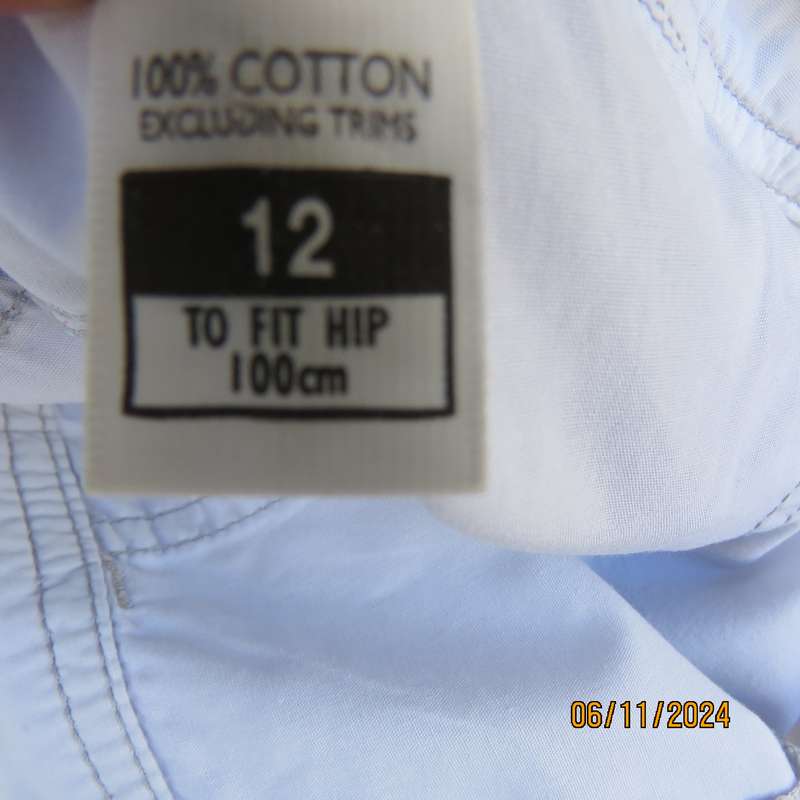 100% COTTON
EXCLUDING TRIMS
12
TO FIT HIP
100cm
06/11/2024